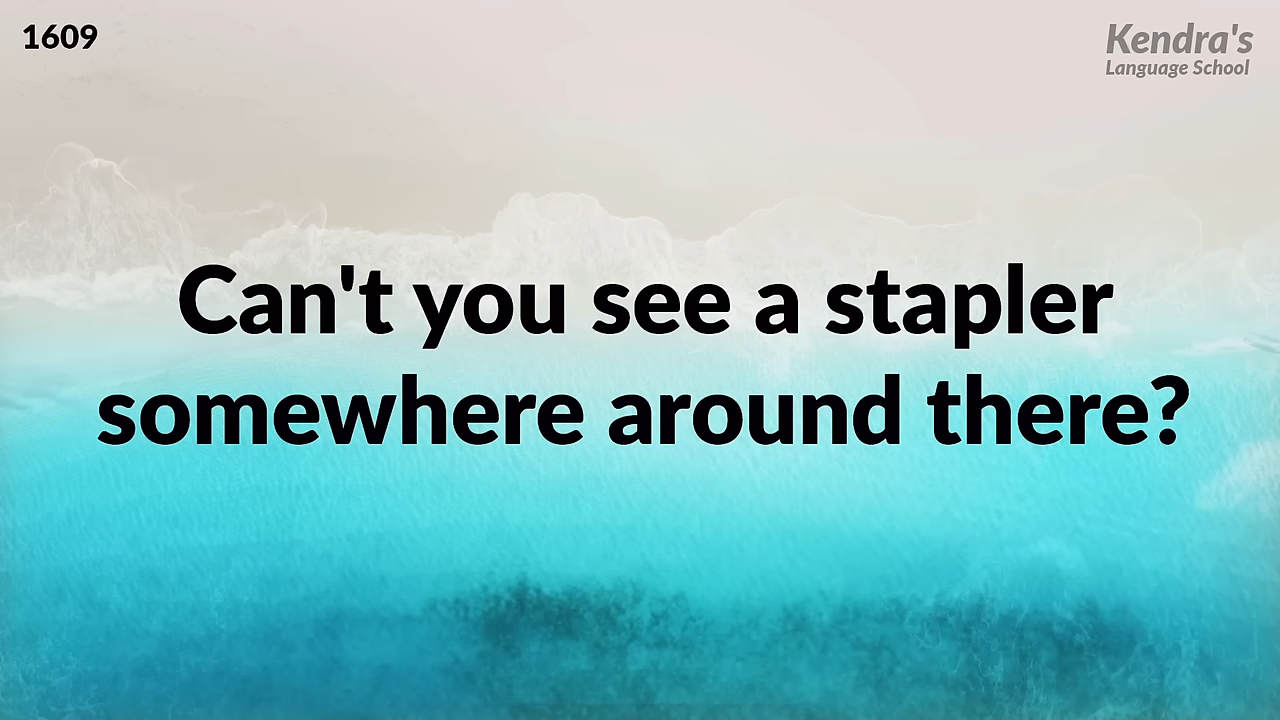 1609
Kendra's
Language School
Can't you see a stapler
somewhere around there?